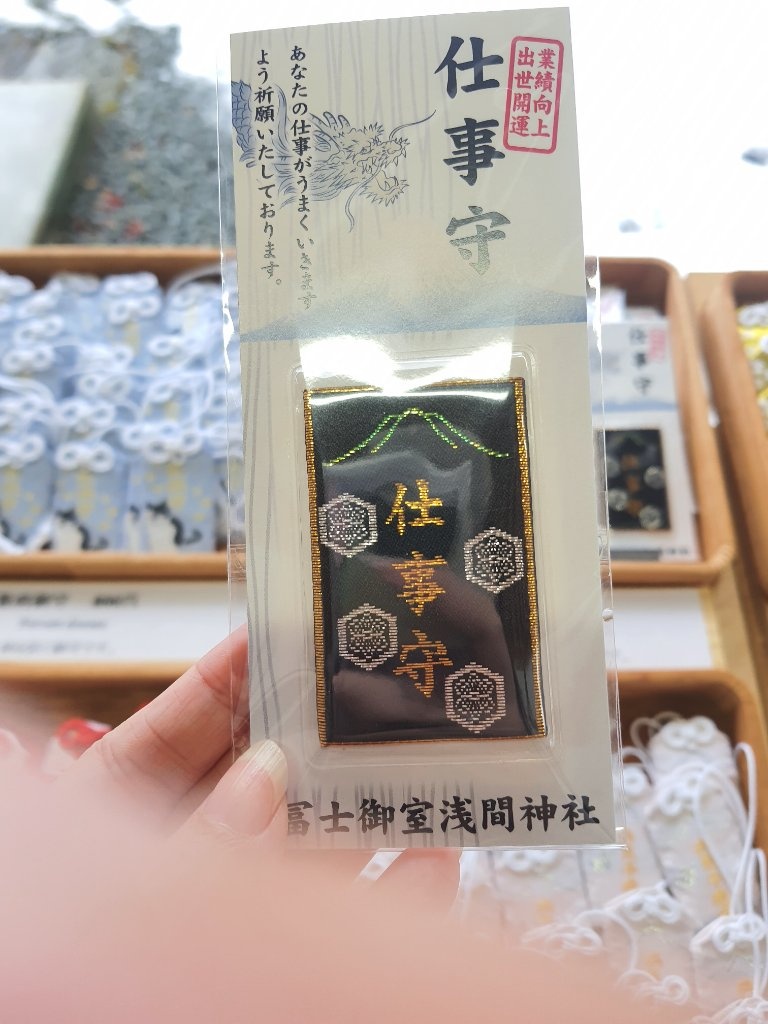 業績向上
出世開運
仕事守
あなたの仕事がうまくいきます
よう祈願いたしております。
仕事守
冨士御室浅間神社
仕事守